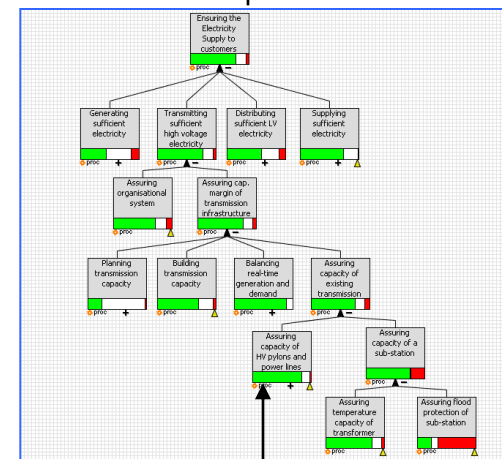 Ensuring the
Electricity
Supply to
customers
proc
Generating
sufficient
electricity
proc
Transmitting
sufficient
high voltage
electricity
proc
Distributing
sufficient LV
electricity
proc
Supplying
sufficient
electricity
proc
Assuring
organisational
system
proc
Assuring cap.
margin of
transmission
infrastructure
proc
Planning
transmission
capacity
proc
Building
transmission
capacity
proc
Balancing
real-time
generation and
demand
proc
Assuring
capacity of
existing
transmission
proc
Assuring
capacity of
HV pylons and
power lines
proc
Assuring
capacity of a
sub-station
proc
Assuring
temperature
capacity of
transformer
proc
Assuring flood
protection of
sub-station
proc